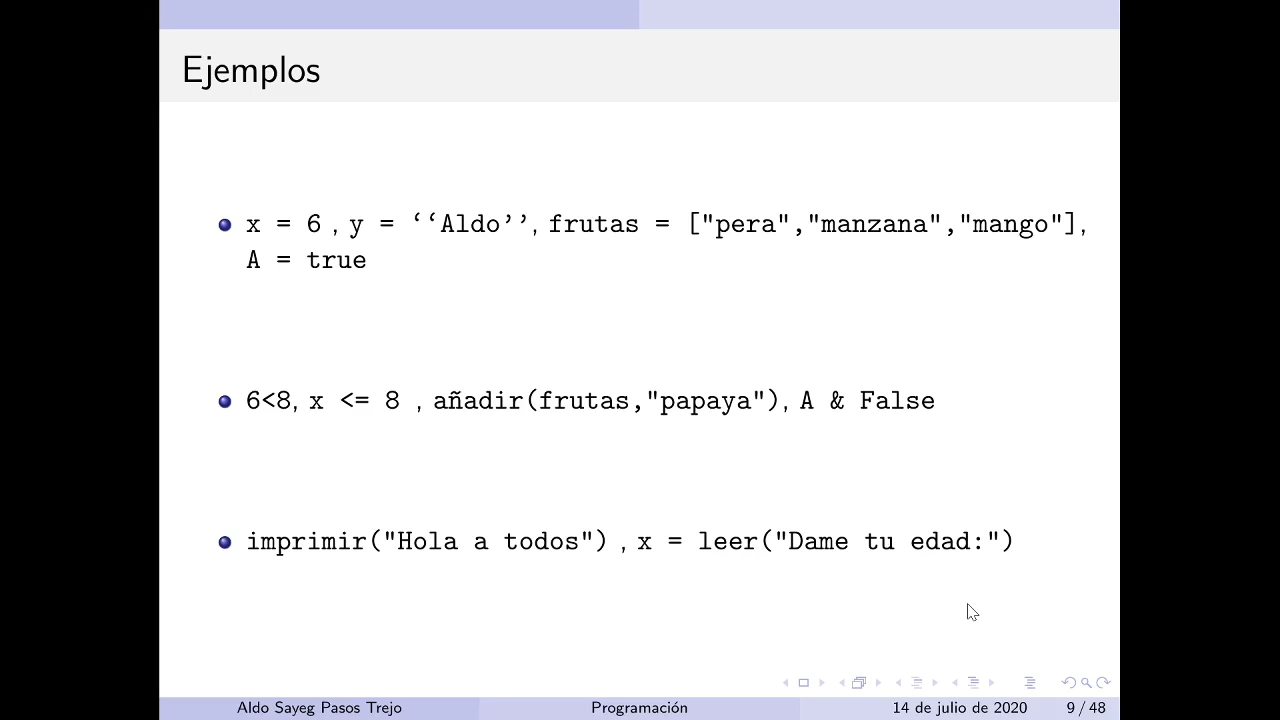 Ejemplos
x = 6 , y = ‘‘Aldo’’, frutas = ["pera","manzana","mango"],
A = true
6<8, x <= 8 , añadir(frutas,"papaya"), A & False
imprimir("Hola a todos") , x = leer("Dame tu edad:")
Aldo Sayeg Pasos Trejo Programación 14 de julio de 2020 9 / 48